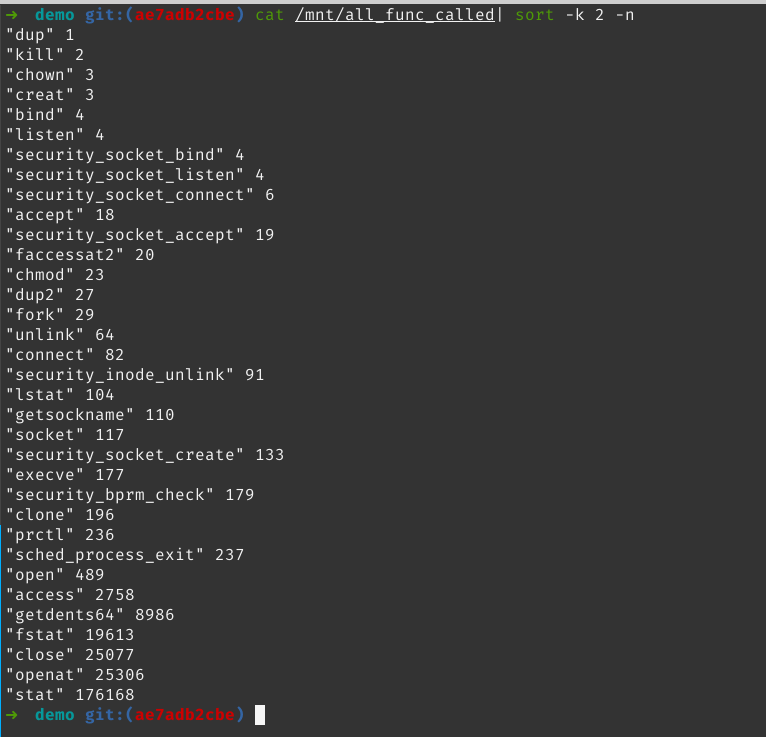 → demo git:(ae7adb2cbe) cat /mnt/all_func_called| sort -k 2 -n
"dup" 1
"kill" 2
"chown" 3
"creat" 3
"bind" 4
"listen" 4
"security_socket_bind" 4
"security_socket_listen" 4
"security_socket_connect" 6
"accept" 18
"security_socket_accept" 19
"faccessat2" 20
"chmod" 23
"dup2" 27
"fork" 29
"unlink" 64
"connect" 82
"security_inode_unlink" 91
"lstat" 104
"getsockname" 110
"socket" 117
"security_socket_create" 133
"execve" 177
"security_bprm_check" 179
"clone" 196
"prctl" 236
"sched_process_exit" 237
"open" 489
"access" 2758
"getdents64" 8986
"fstat" 19613
"close" 25077
"openat" 25306
"stat" 176168
→ demo git:(ae7adb2cbe)